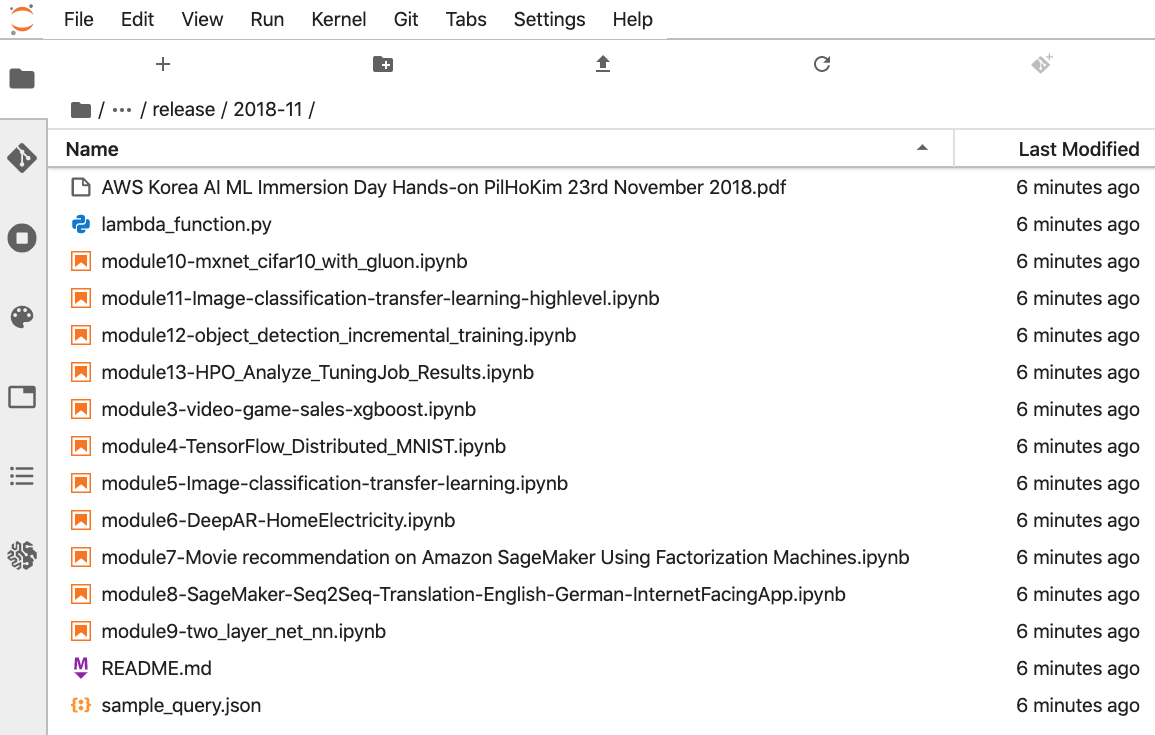 File Edit View Run Kernel Git Tabs Settings Help
/ ··· / release / 2018-11 /
Name Last Modified
AWS Korea AI ML Immersion Day Hands-on PilHoKim 23rd November 2018.pdf 6 minutes ago
lambda_function.py 6 minutes ago
module10-mxnet_cifar10_with_gluon.ipynb 6 minutes ago
module11-Image-classification-transfer-learning-highlevel.ipynb 6 minutes ago
module12-object_detection_incremental_training.ipynb 6 minutes ago
module13-HPO_Analyze_TuningJob_Results.ipynb 6 minutes ago
module3-video-game-sales-xgboost.ipynb 6 minutes ago
module4-TensorFlow_Distributed_MNIST.ipynb 6 minutes ago
module5-Image-classification-transfer-learning.ipynb 6 minutes ago
module6-DeepAR-HomeElectricity.ipynb 6 minutes ago
module7-Movie recommendation on Amazon SageMaker Using Factorization Machines.ipynb 6 minutes ago
module8-SageMaker-Seq2Seq-Translation-English-German-InternetFacingApp.ipynb 6 minutes ago
module9-two_layer_net_nn.ipynb 6 minutes ago
README.md 6 minutes ago
sample_query.json 6 minutes ago